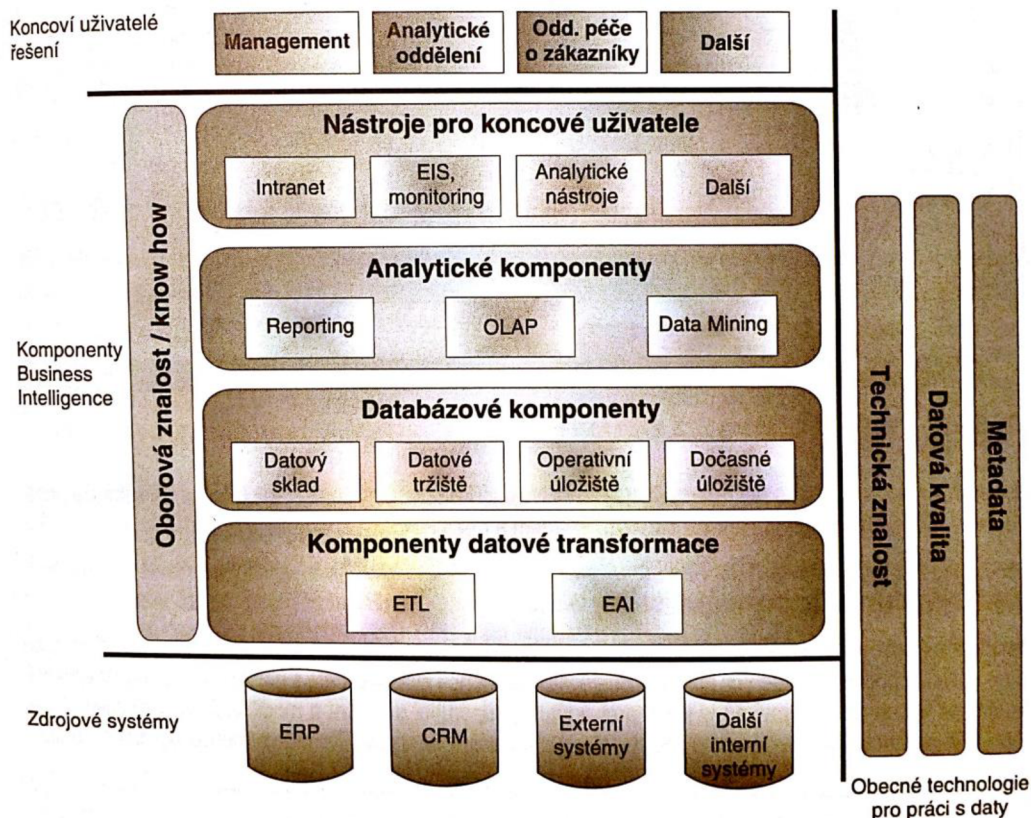 Koncoví uživatelé
řešení
Management
Analytické
oddělení
Odd. péče
o zákazníky
Další
Nástroje pro koncové uživatele
Intranet
EIS,
monitoring
Analytické
nástroje
Další
Analytické komponenty
Reporting
OLAP
Data Mining
Komponenty
Business
Intelligence
Oborová znalost / know how
Databázové komponenty
Datový
sklad
Datové
tržiště
Operativní
úložiště
Dočasné
úložiště
Komponenty datové transformace
ETL
EAI
Technická znalost
Datová kvalita
Metadata
Zdrojové systémy
ERP
CRM
Externí
systémy
Další
interní
systémy
Obecné technologie
pro práci s daty